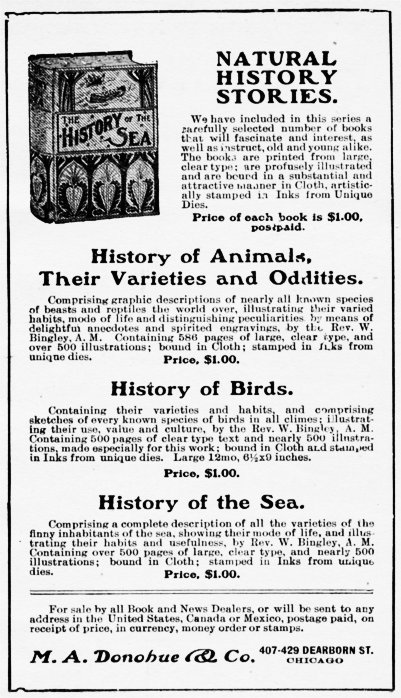 THE
HISTORY
OF THE
SEA
NATURAL
HISTORY
STORIES.
We have included in this series a
carefully selected number of books
that will fascinate and interest, as
well as instruct, old and young alike.
The books are printed from large,
clear type; are profusely illustrated
and are bound in a substantial and
attractive manner in Cloth, artistic-
ally stamped in Inks from Unique
Dies.
Price of each book is $1.00,
postpaid.
History of Animals,
Their Varieties and Oddities.
Comprising graphic descriptions of nearly all known species
of beasts and reptiles the world over, illustrating their varied
habits, mode of life and distinguishing peculiarities by means of
delightful anecdotes and spirited engravings, by the Rev. W.
Bingley, A. M. Containing 586 pages of large, clear type, and
over 500 illustrations; bound in Cloth; stamped in Inks from
unique dies. Price, $1.00.
History of Birds.
Containing their varieties and habits, and comprising
sketches of every known species of birds in all climes; illustrat-
ing their use, value and culture, by the Rev. W. Bingley, A. M.
Containing 500 pages of clear type text and nearly 500 illustra-
tions, made especially for this work; bound in Cloth and stamped
in Inks from unique dies. Large 12mo, 6½x9 inches.
Price, $1.00.
History of the Sea.
Comprising a complete description of all the varieties of the
finny inhabitants of the sea, showing their mode of life, and illus-
trating their habits and usefulness, by Rev. W. Bingley, A. M.
Containing over 500 pages of large, clear type, and nearly 500
illustrations; bound in Cloth; stamped in Inks from unique
dies. Price, $1.00.
For sale by all Book and News Dealers, or will be sent to any
address in the United States, Canada or Mexico, postage paid, on
receipt of price, in currency, money order or stamps.
M. A. Donohue & Co. 407-429 DEARBORN ST.
CHICAGO